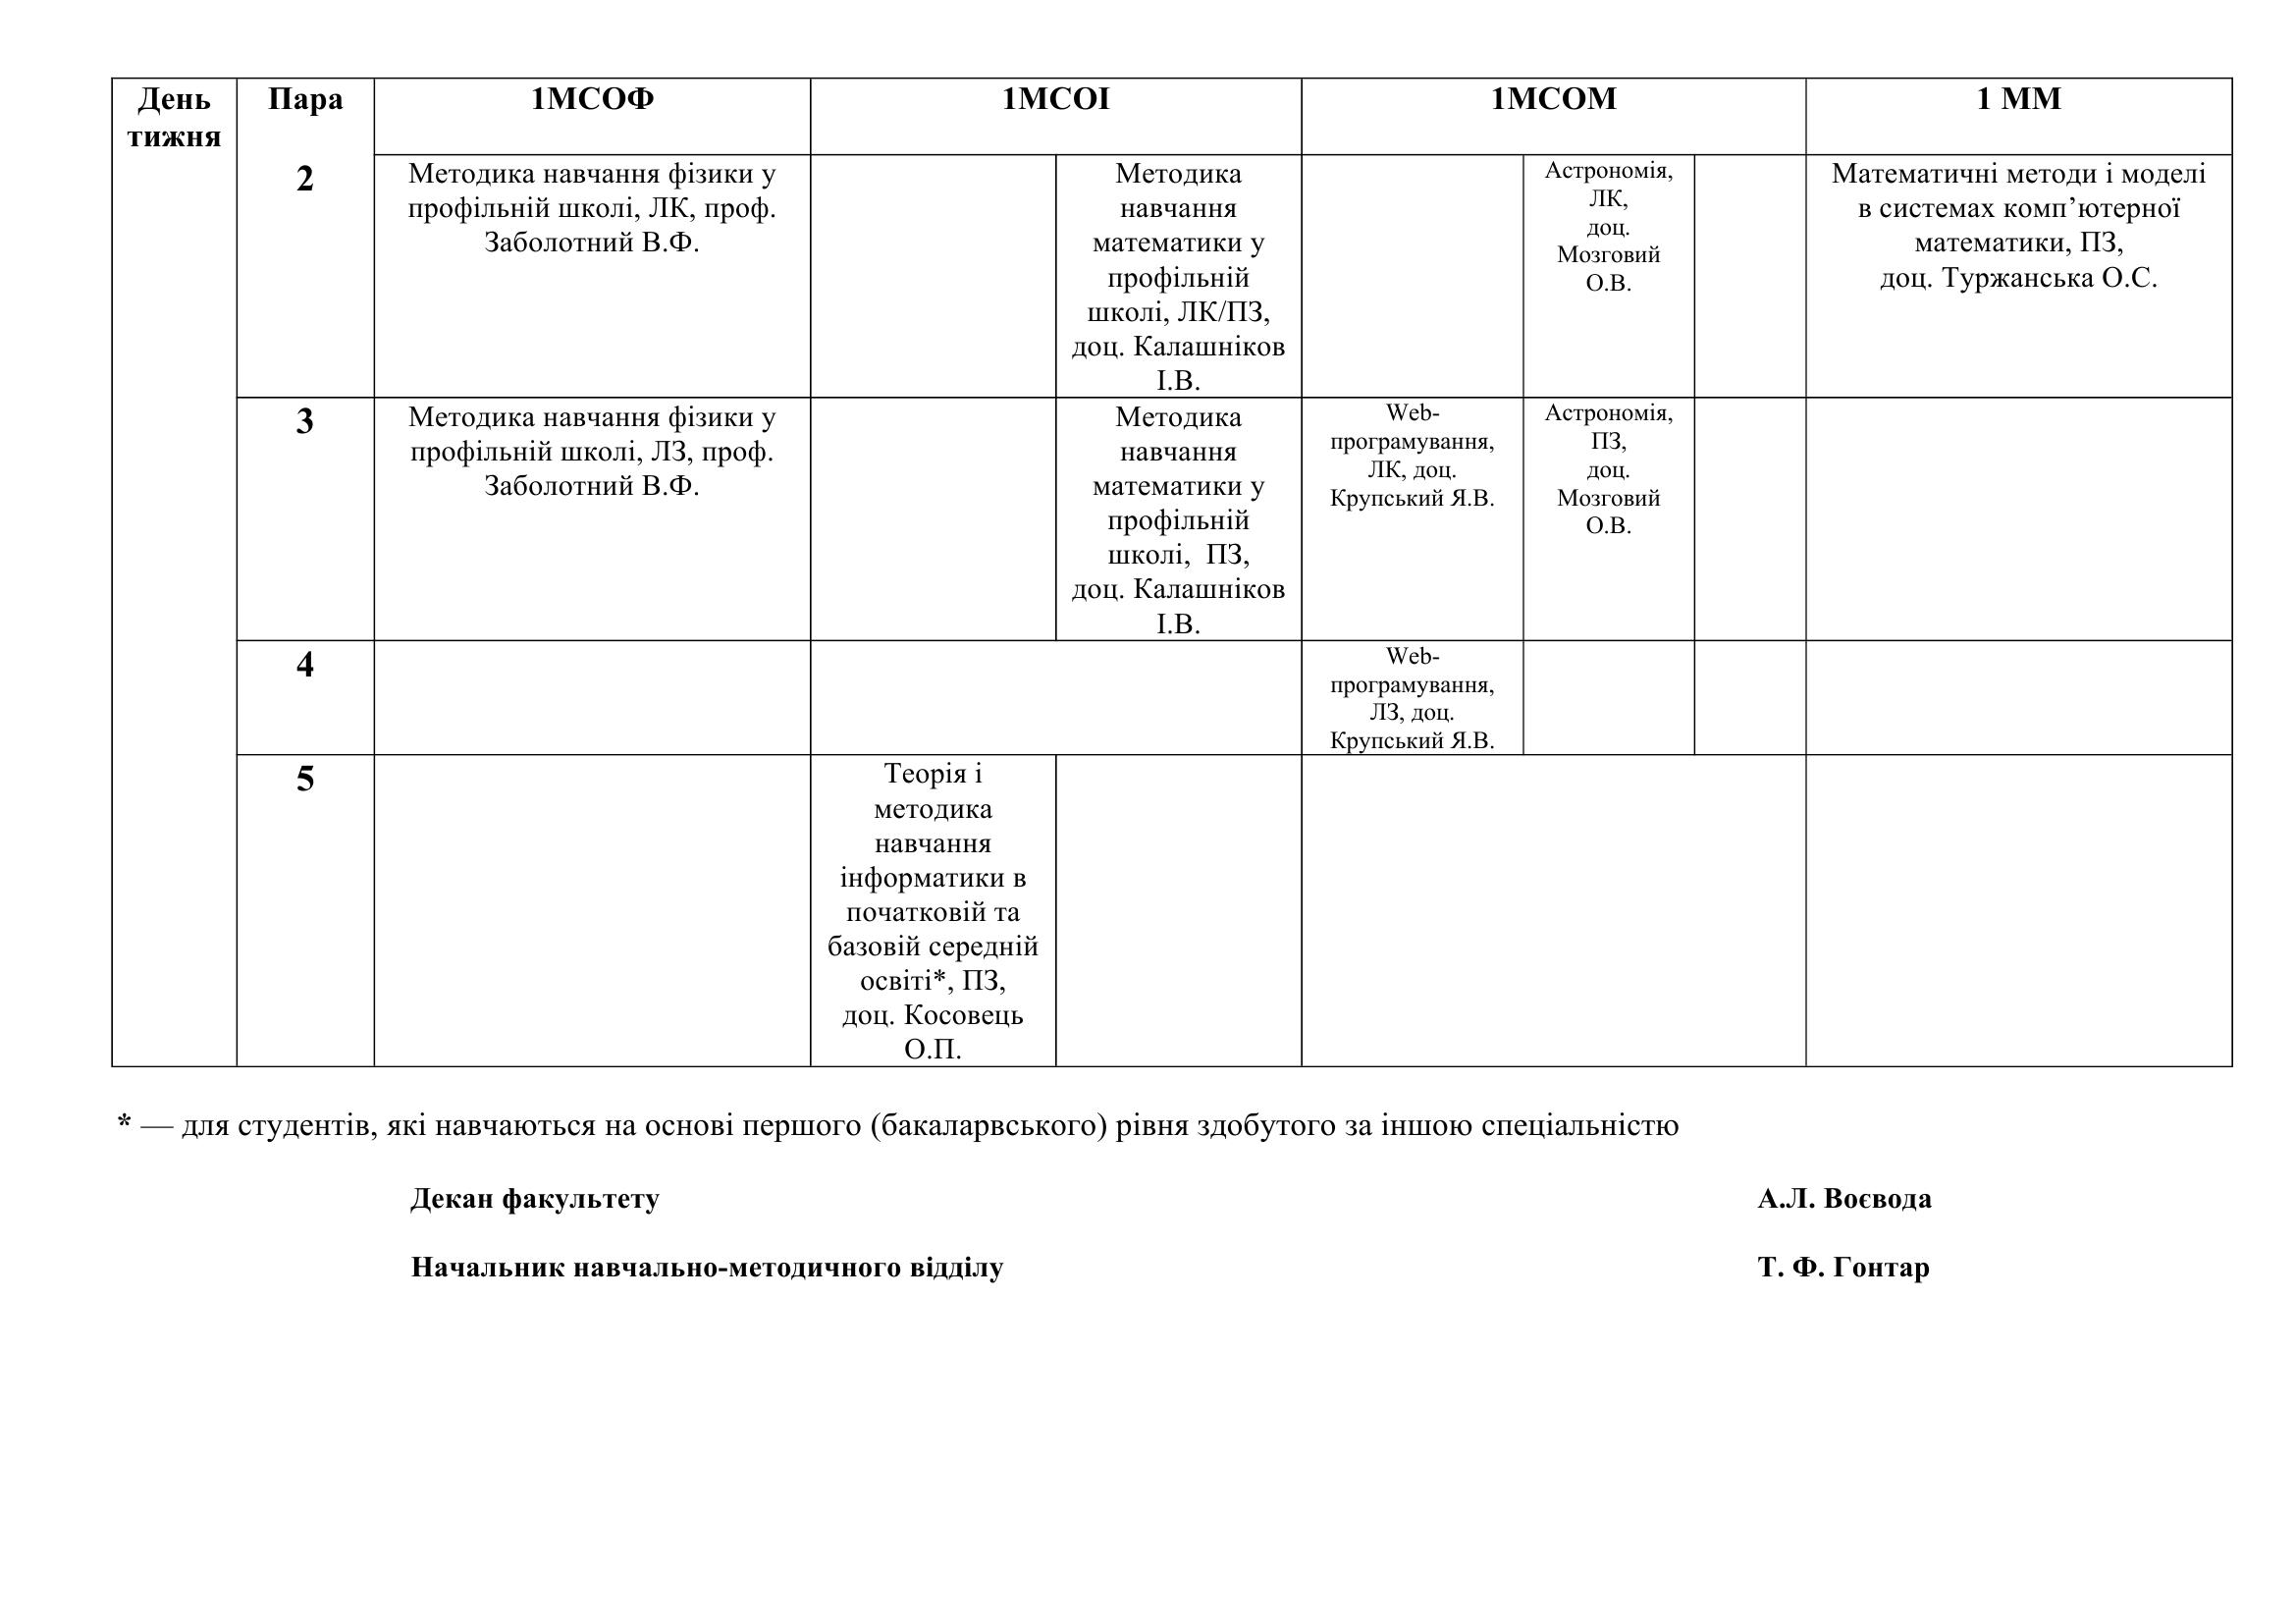 День
тижня
Пара
1МСОФ
1МСОІ
1МСОМ
1 ММ
2
Методика навчання фізики у
профільній школі, ЛК, проф.
Заболотний В.Ф.
Методика
навчання
математики у
профільній
школі, ЛК/ПЗ,
доц. Калашніков
І.В.
Астрономія,
ЛК,
доц.
Мозговий
О.В.
Математичні методи і моделі
в системах комп’ютерної
математики, ПЗ,
доц. Туржанська О.С.
3
Методика навчання фізики у
профільній школі, ЛЗ, проф.
Заболотний В.Ф.
Методика
навчання
математики у
профільній
школі, ПЗ,
доц. Калашніков
І.В.
Web-
програмування,
ЛК, доц.
Крупський Я.В.
Астрономія,
ПЗ,
доц.
Мозговий
О.В.
4
Web-
програмування,
ЛЗ, доц.
Крупський Я.В.
5
Теорія і
методика
навчання
інформатики в
початковій та
базовій середній
освіті*, ПЗ,
доц. Косовець
О.П.
* — для студентів, які навчаються на основі першого (бакаларвського) рівня здобутого за іншою спеціальністю
Декан факультету А.Л. Воєвода
Начальник навчально-методичного відділу Т. Ф. Гонтар